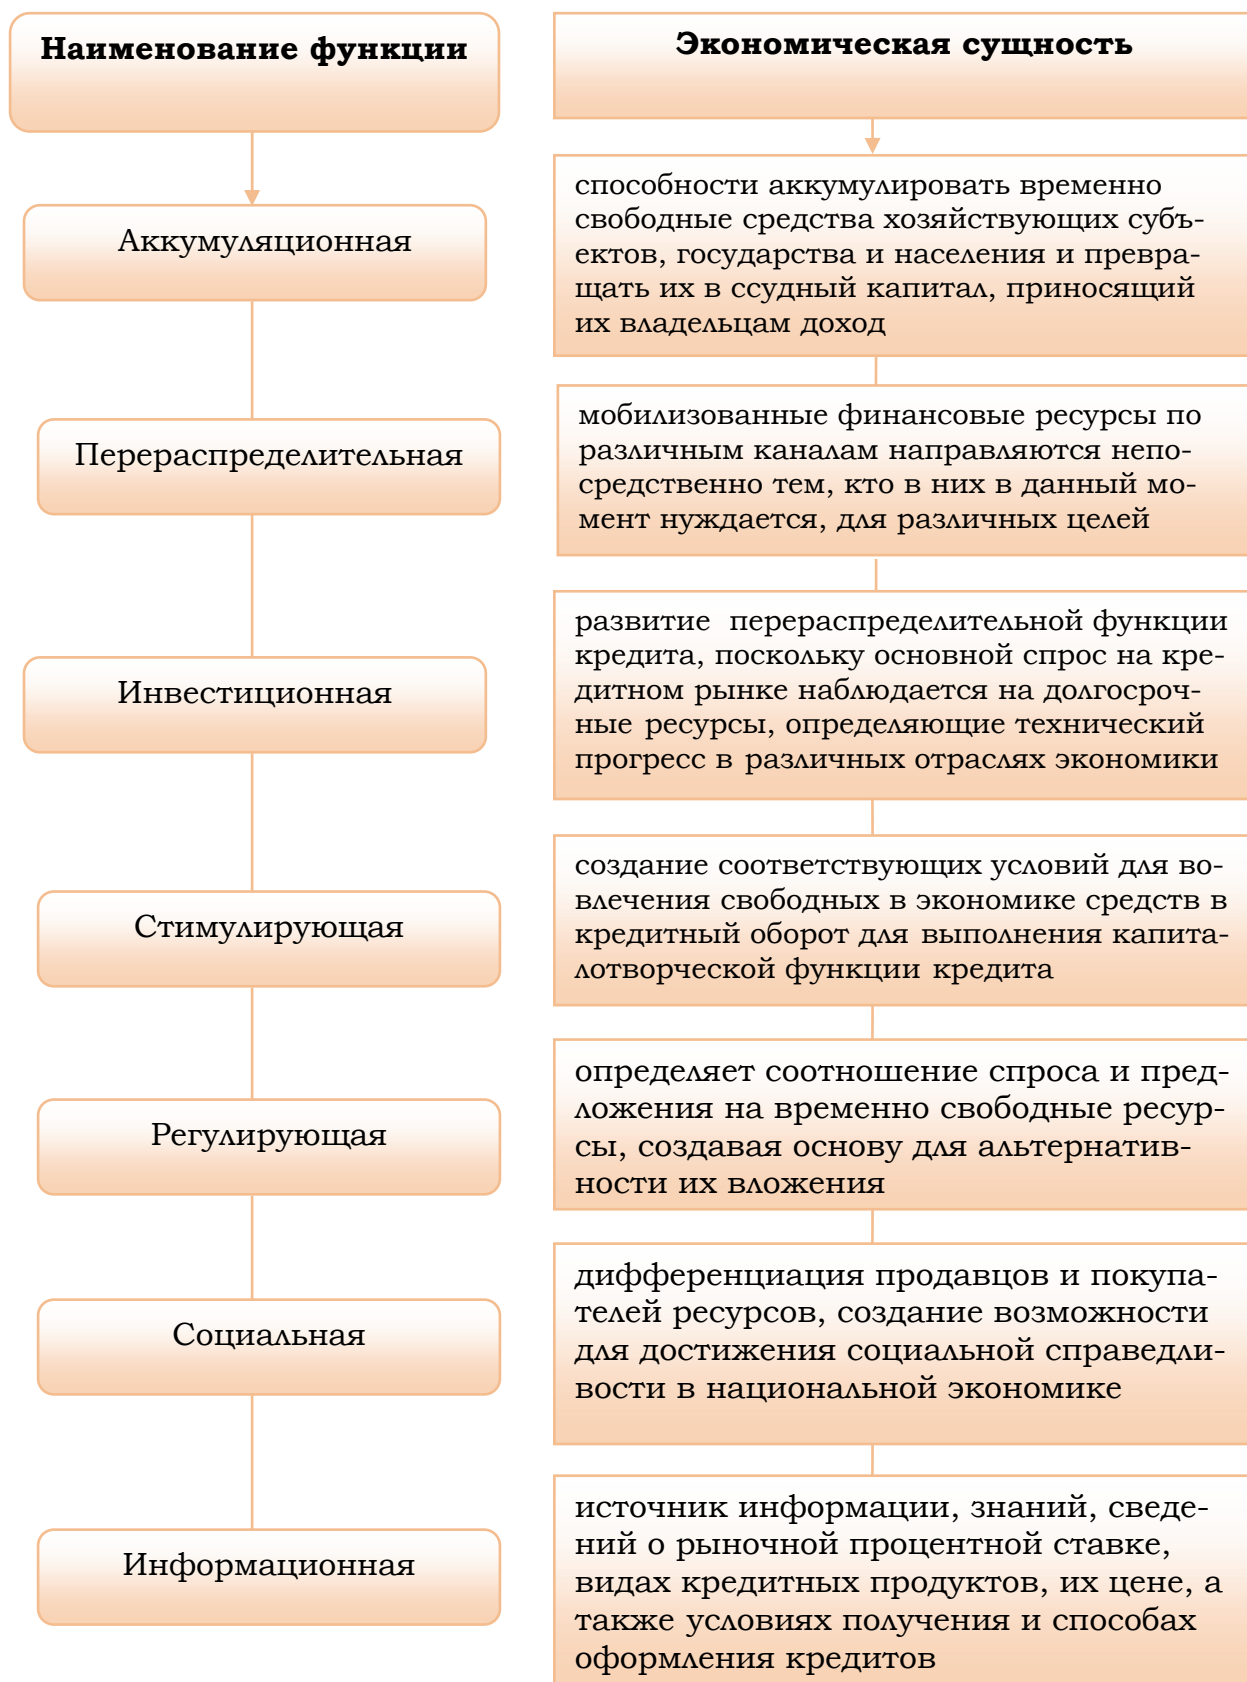 Наименование функции
Экономическая сущность
Аккумуляционная
способности аккумулировать временно
свободные средства хозяйствующих субъ-
ектов, государства и населения и превра-
щать их в ссудный капитал, приносящий
их владельцам доход
Перераспределительная
мобилизованные финансовые ресурсы по
различным каналам направляются непо-
средственно тем, кто в них в данный мо-
мент нуждается, для различных целей
Инвестиционная
развитие перераспределительной функции
кредита, поскольку основной спрос на кре-
дитном рынке наблюдается на долгосроч-
ные ресурсы, определяющие технический
прогресс в различных отраслях экономики
Стимулирующая
создание соответствующих условий для во-
влечения свободных в экономике средств в
кредитный оборот для выполнения капита-
лотворческой функции кредита
Регулирующая
определяет соотношение спроса и пред-
ложения на временно свободные ресур-
сы, создавая основу для альтернатив-
ности их вложения
Социальная
дифференциация продавцов и покупа-
телей ресурсов, создание возможности
для достижения социальной справедли-
вости в национальной экономике
Информационная
источник информации, знаний, сведе-
ний о рыночной процентной ставке,
видах кредитных продуктов, их цене, а
также условиях получения и способах
оформления кредитов